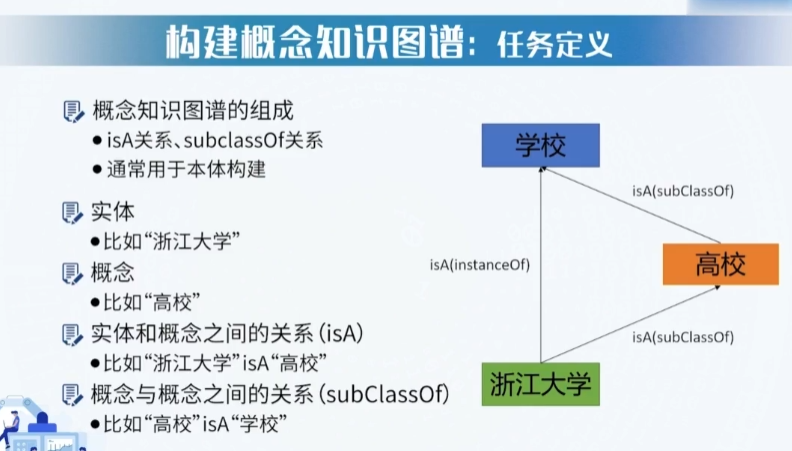 构建概念知识图谱：任务定义
概念知识图谱的组成
●isA关系、subclassOf关系
●通常用于本体构建
实体
●比如“浙江大学”
概念
●比如“高校”
实体和概念之间的关系（isA）
●比如“浙江大学”isA“高校”
概念与概念之间的关系（subClassOf）
●比如“高校”isA“学校”
学校
isA(subClassOf)
高校
isA(instanceOf)
isA(subClassOf)
浙江大学